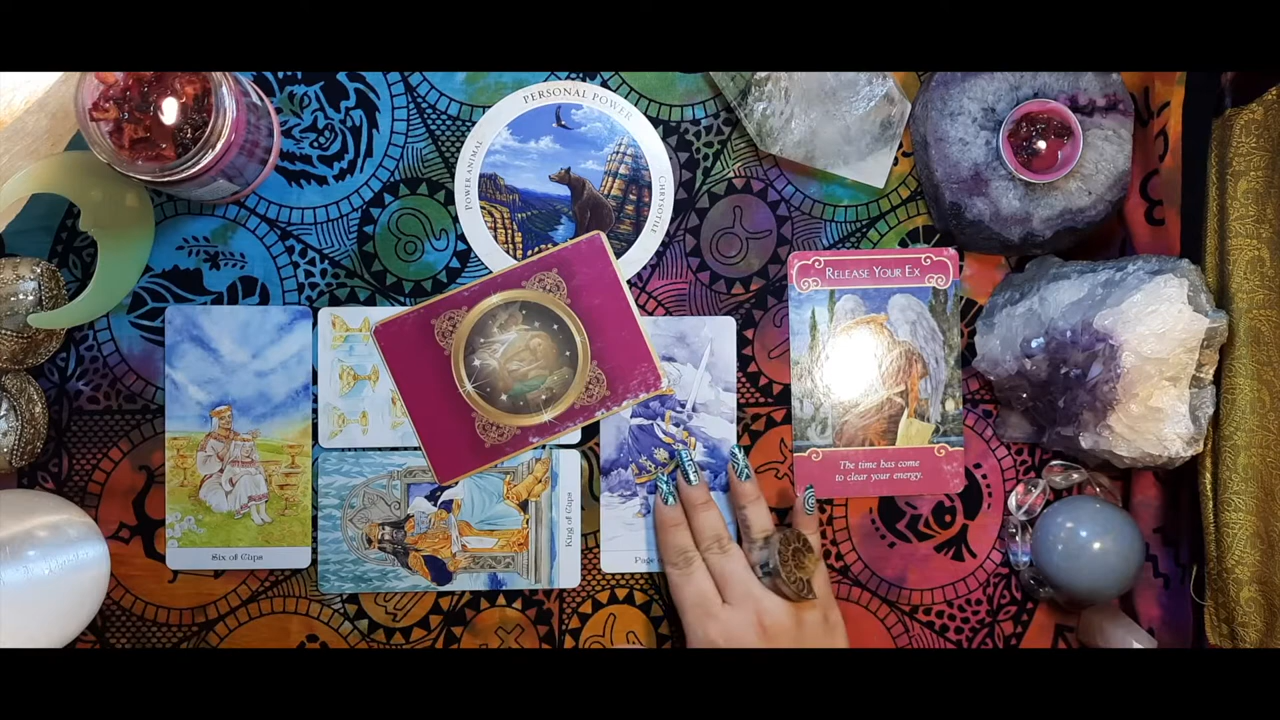 PERSONAL POWER
POWER ANIMAL
CHRYSOTILE
RELEASE YOUR EX
The time has come
to clear your energy.
Six of Cups
King of Cups
Page